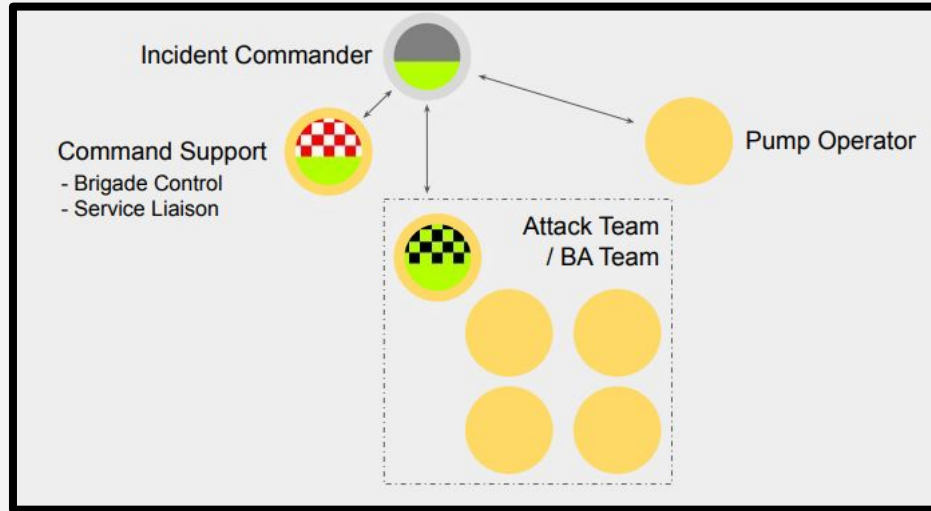 Incident Commander
Command Support
- Brigade Control
- Service Liaison
Pump Operator
Attack Team
/ BA Team